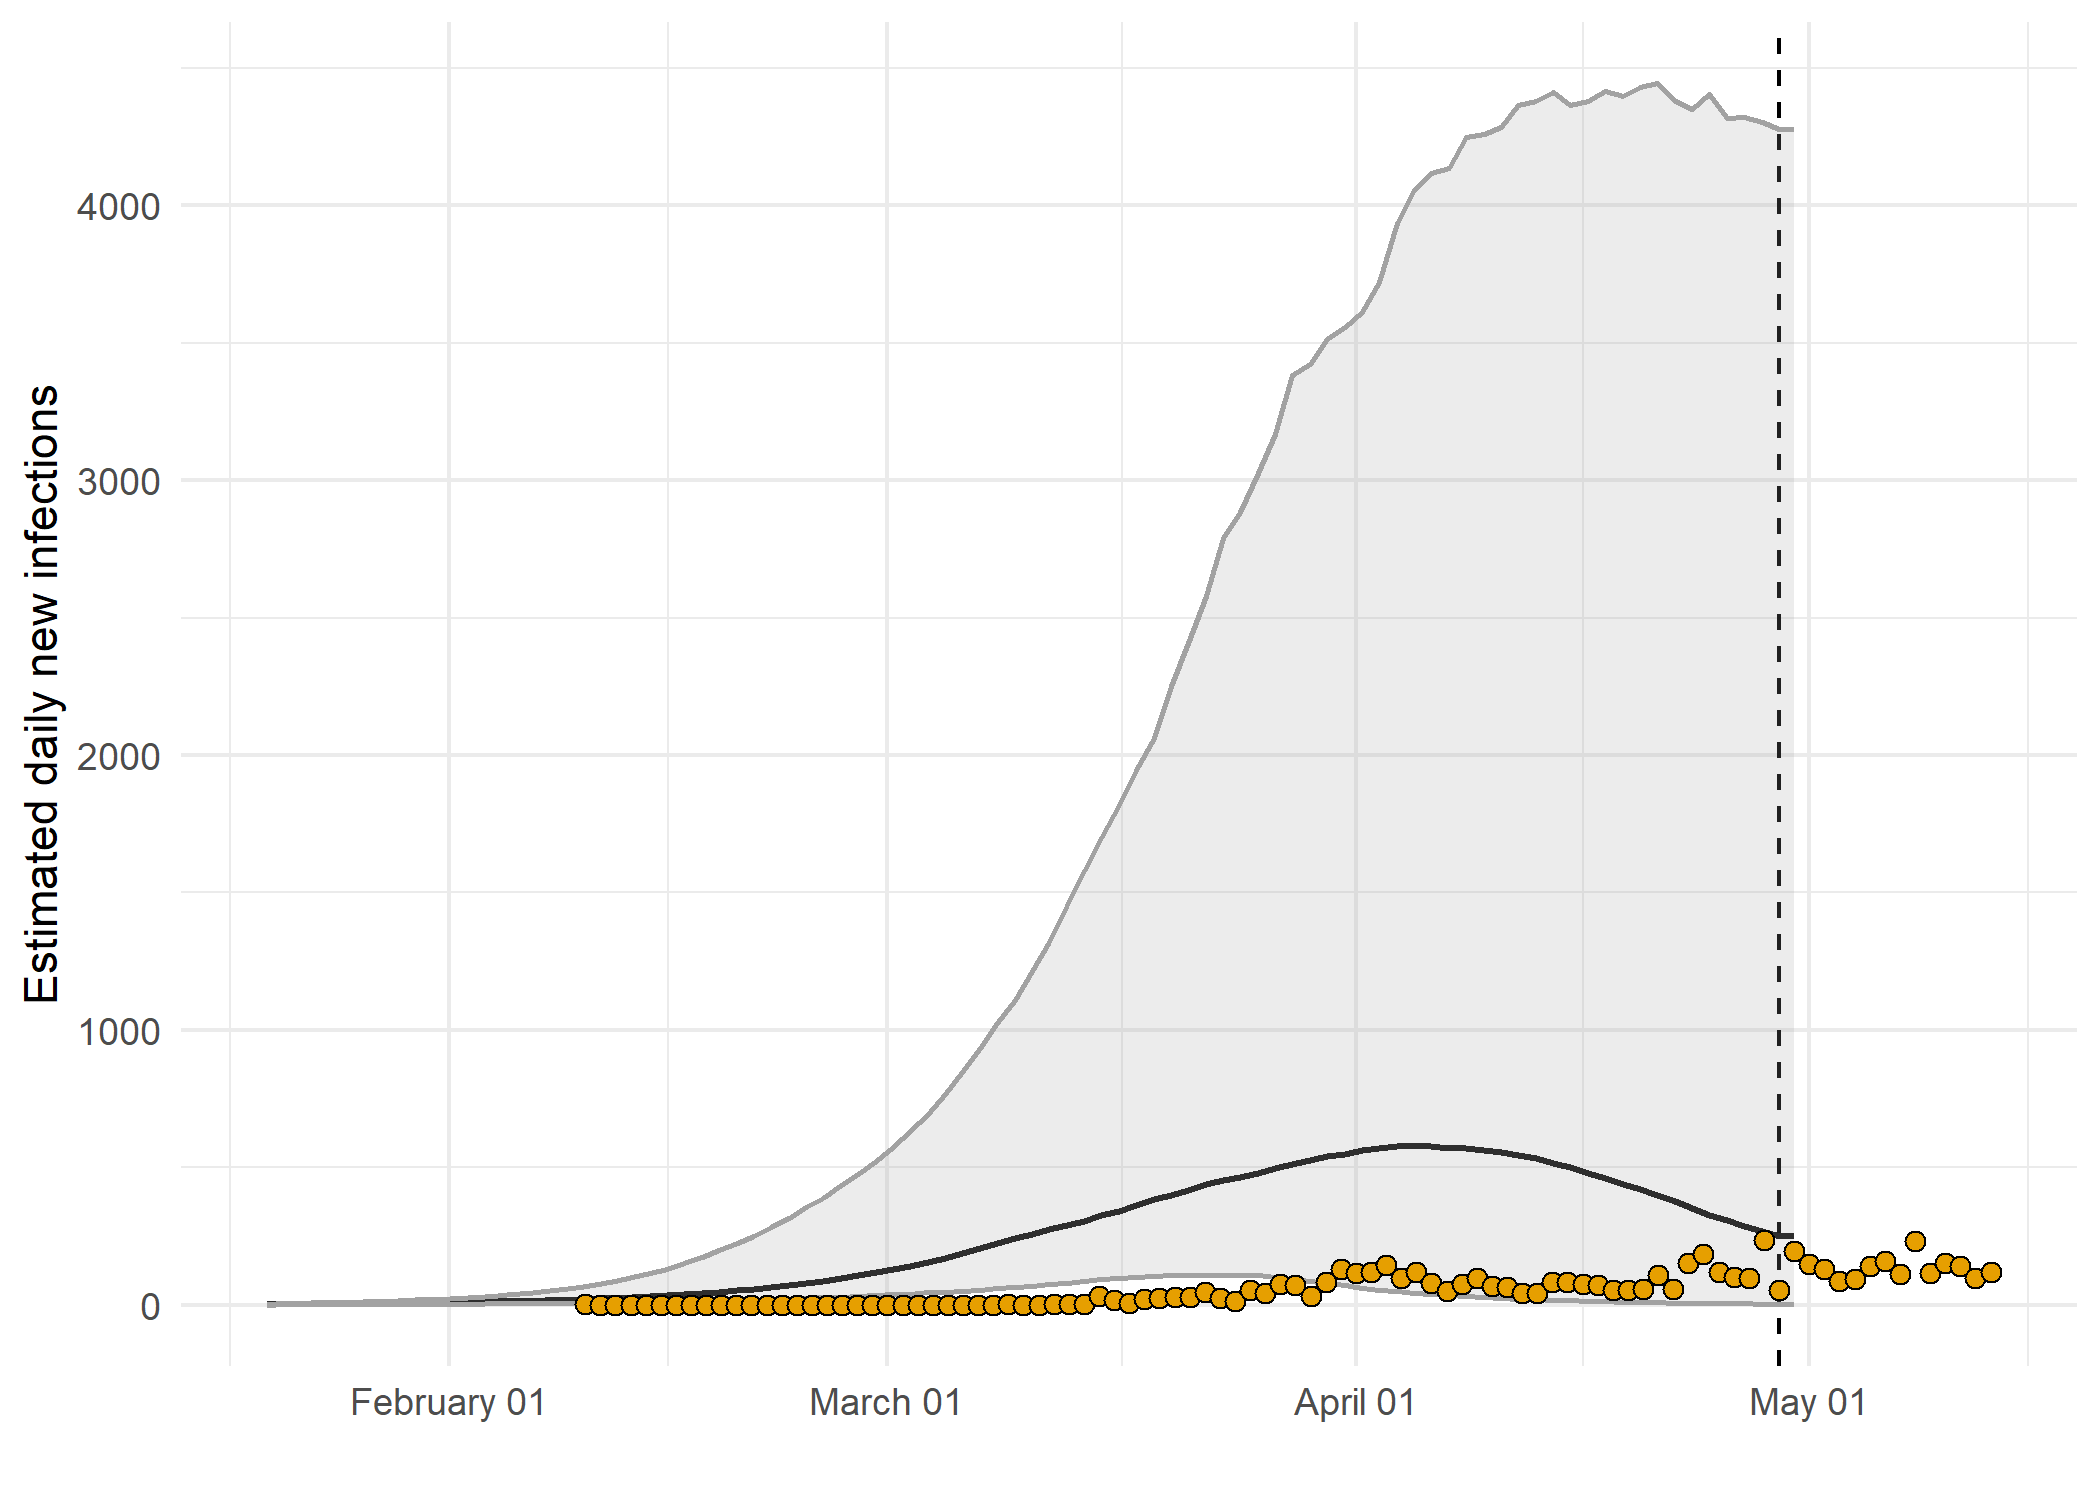 Estimated daily new infections
4000
3000
2000
1000
0
February 01
March 01
April 01
May 01